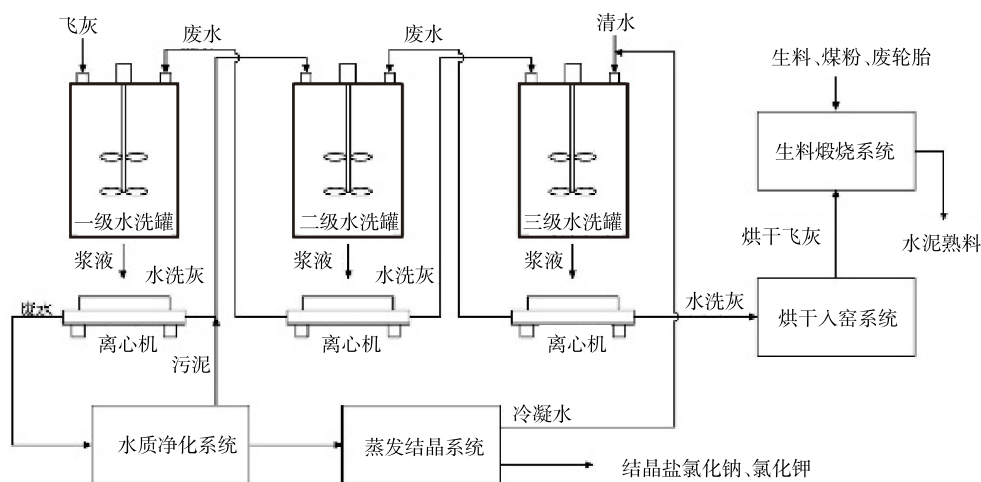 飞灰
废水
废水
清水
生料、煤粉、废轮胎
生料煅烧系统
一级水洗罐
二级水洗罐
三级水洗罐
烘干飞灰
水泥熟料
浆液
水洗灰
浆液
水洗灰
浆液
水洗灰
废水
烘干入窑系统
离心机
离心机
离心机
污泥
冷凝水
水质净化系统
蒸发结晶系统
结晶盐氯化钠、氯化钾